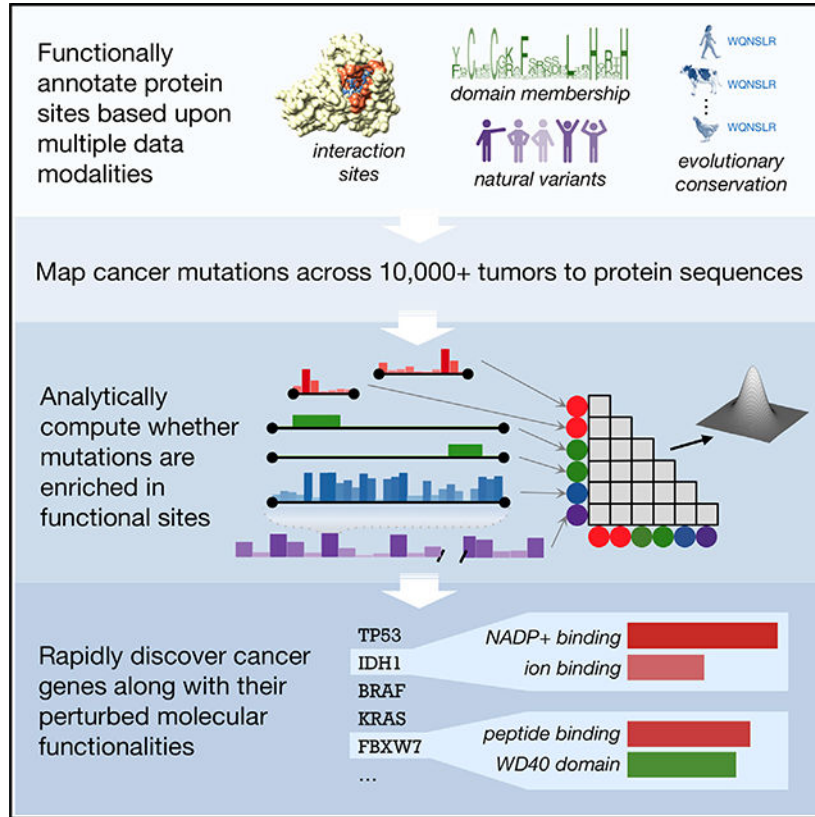 Functionally
annotate protein
sites based upon
multiple data
modalities
interaction
sites
domain membership
natural variants
WQNSLR
WQNSLR
WQNSLR
evolutionary
conservation
Map cancer mutations across 10,000+ tumors to protein sequences
Analytically
compute whether
mutations are
enriched in
functional sites
Rapidly discover cancer
genes along with their
perturbed molecular
functionalities
TP53
IDH1
BRAF
KRAS
FBXW7
...
NADP+ binding
ion binding
peptide binding
WD40 domain